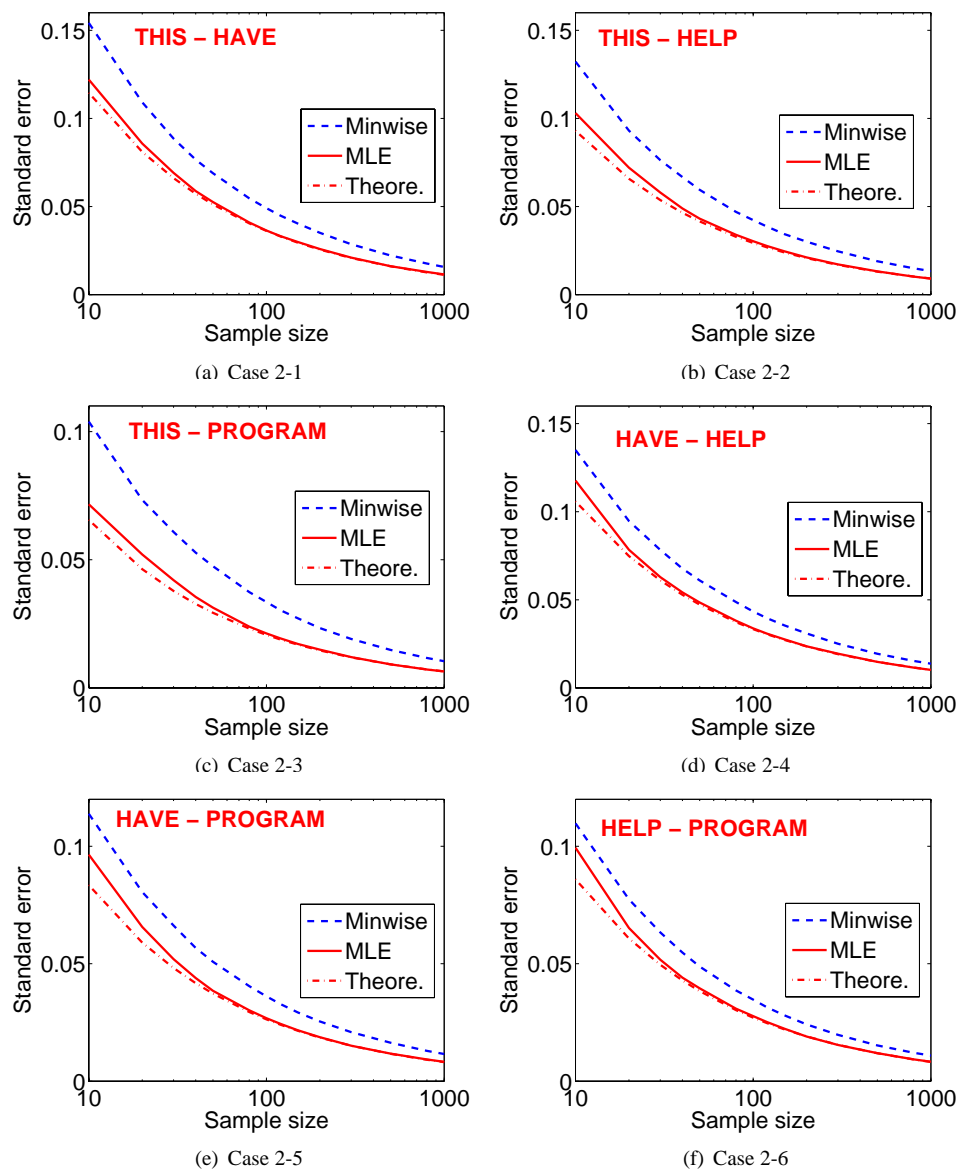 0.15
THIS – HAVE
0.1
0.05
0
Standard error
Minwise
MLE
Theore.
10
100
1000
Sample size
(a) Case 2-1
0.15
THIS – HELP
0.1
0.05
0
Standard error
Minwise
MLE
Theore.
10
100
1000
Sample size
(b) Case 2-2
0.1
THIS – PROGRAM
0.05
0
Standard error
Minwise
MLE
Theore.
10
100
1000
Sample size
(c) Case 2-3
0.15
HAVE – HELP
0.1
0.05
0
Standard error
Minwise
MLE
Theore.
10
100
1000
Sample size
(d) Case 2-4
HAVE – PROGRAM
0.1
0.05
0
Standard error
Minwise
MLE
Theore.
10
100
1000
Sample size
(e) Case 2-5
HELP – PROGRAM
0.1
0.05
0
Standard error
Minwise
MLE
Theore.
10
100
1000
Sample size
(f) Case 2-6